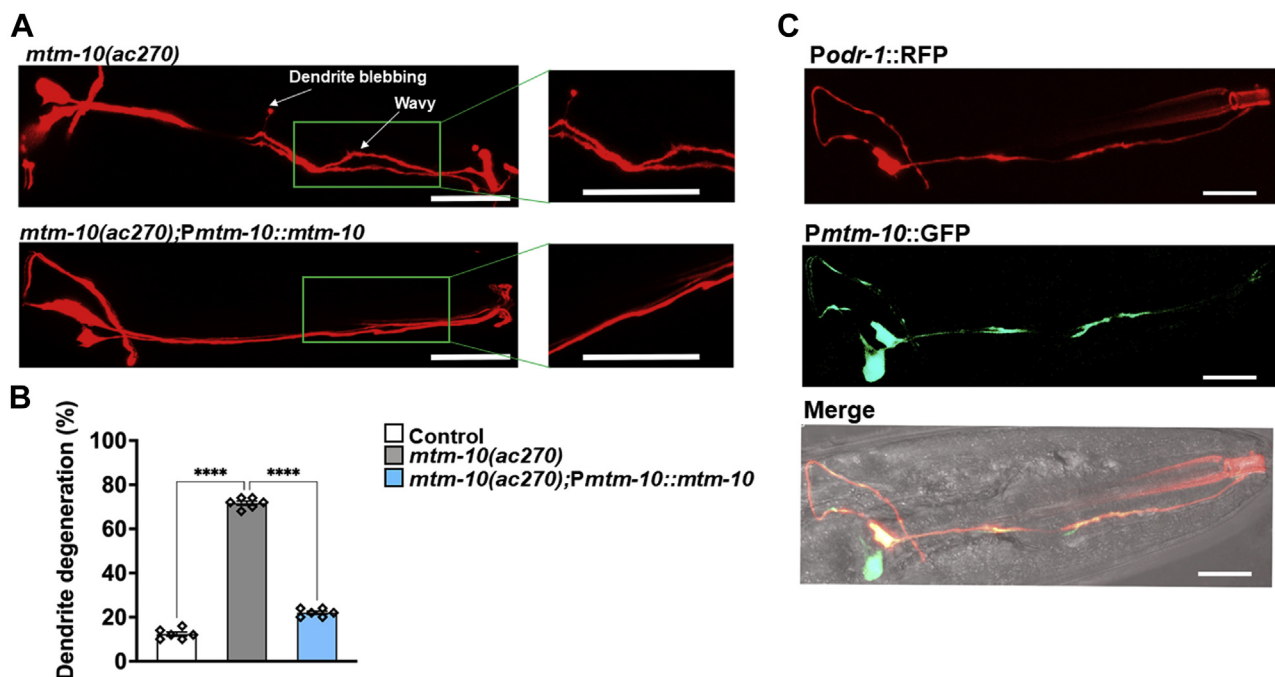 A
mtm-10(ac270)
Dendrite blebbing
Wavy
mtm-10(ac270);Pmtm-10::mtm-10
B
Dendrite degeneration (%)
100
80
60
40
20
0
**** ****
Control
mtm-10(ac270)
mtm-10(ac270);Pmtm-10::mtm-10
C
Podr-1::RFP
Pmtm-10::GFP
Merge